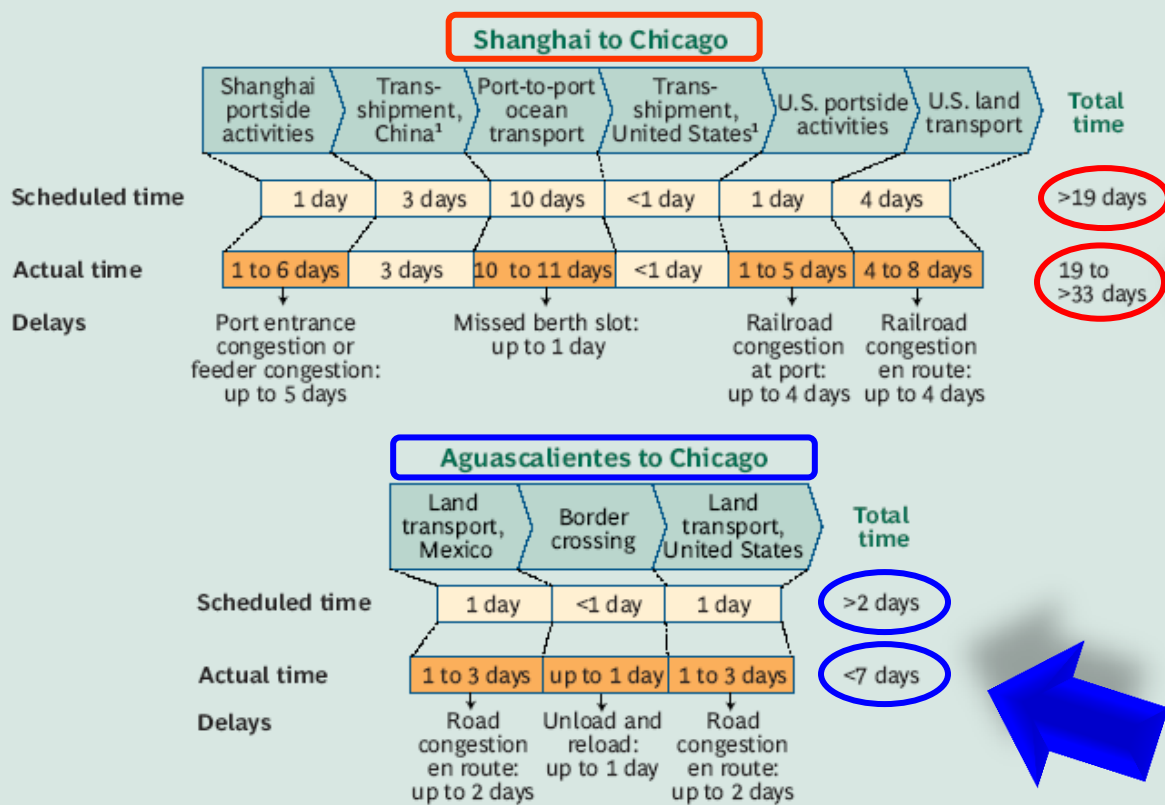 Shanghai to Chicago
Shanghai
portside
activities
Trans-
shipment,
China¹
Port-to-port
ocean
transport
Trans-
shipment,
United States¹
U.S. portside
activities
U.S. land
transport
Total
time
Scheduled time
1 day
3 days
10 days
<1 day
1 day
4 days
>19 days
Actual time
1 to 6 days
3 days
10 to 11 days
<1 day
1 to 5 days
4 to 8 days
19 to
>33 days
Delays
Port entrance
congestion or
feeder congestion:
up to 5 days
Missed berth slot:
up to 1 day
Railroad
congestion
at port:
up to 4 days
Railroad
congestion
en route:
up to 4 days
Aguascalientes to Chicago
Land
transport,
Mexico
Border
crossing
Land
transport,
United States
Total
time
Scheduled time
1 day
<1 day
1 day
>2 days
Actual time
1 to 3 days
up to 1 day
1 to 3 days
<7 days
Delays
Road
congestion
en route:
up to 2 days
Unload and
reload:
up to 1 day
Road
congestion
en route:
up to 2 days